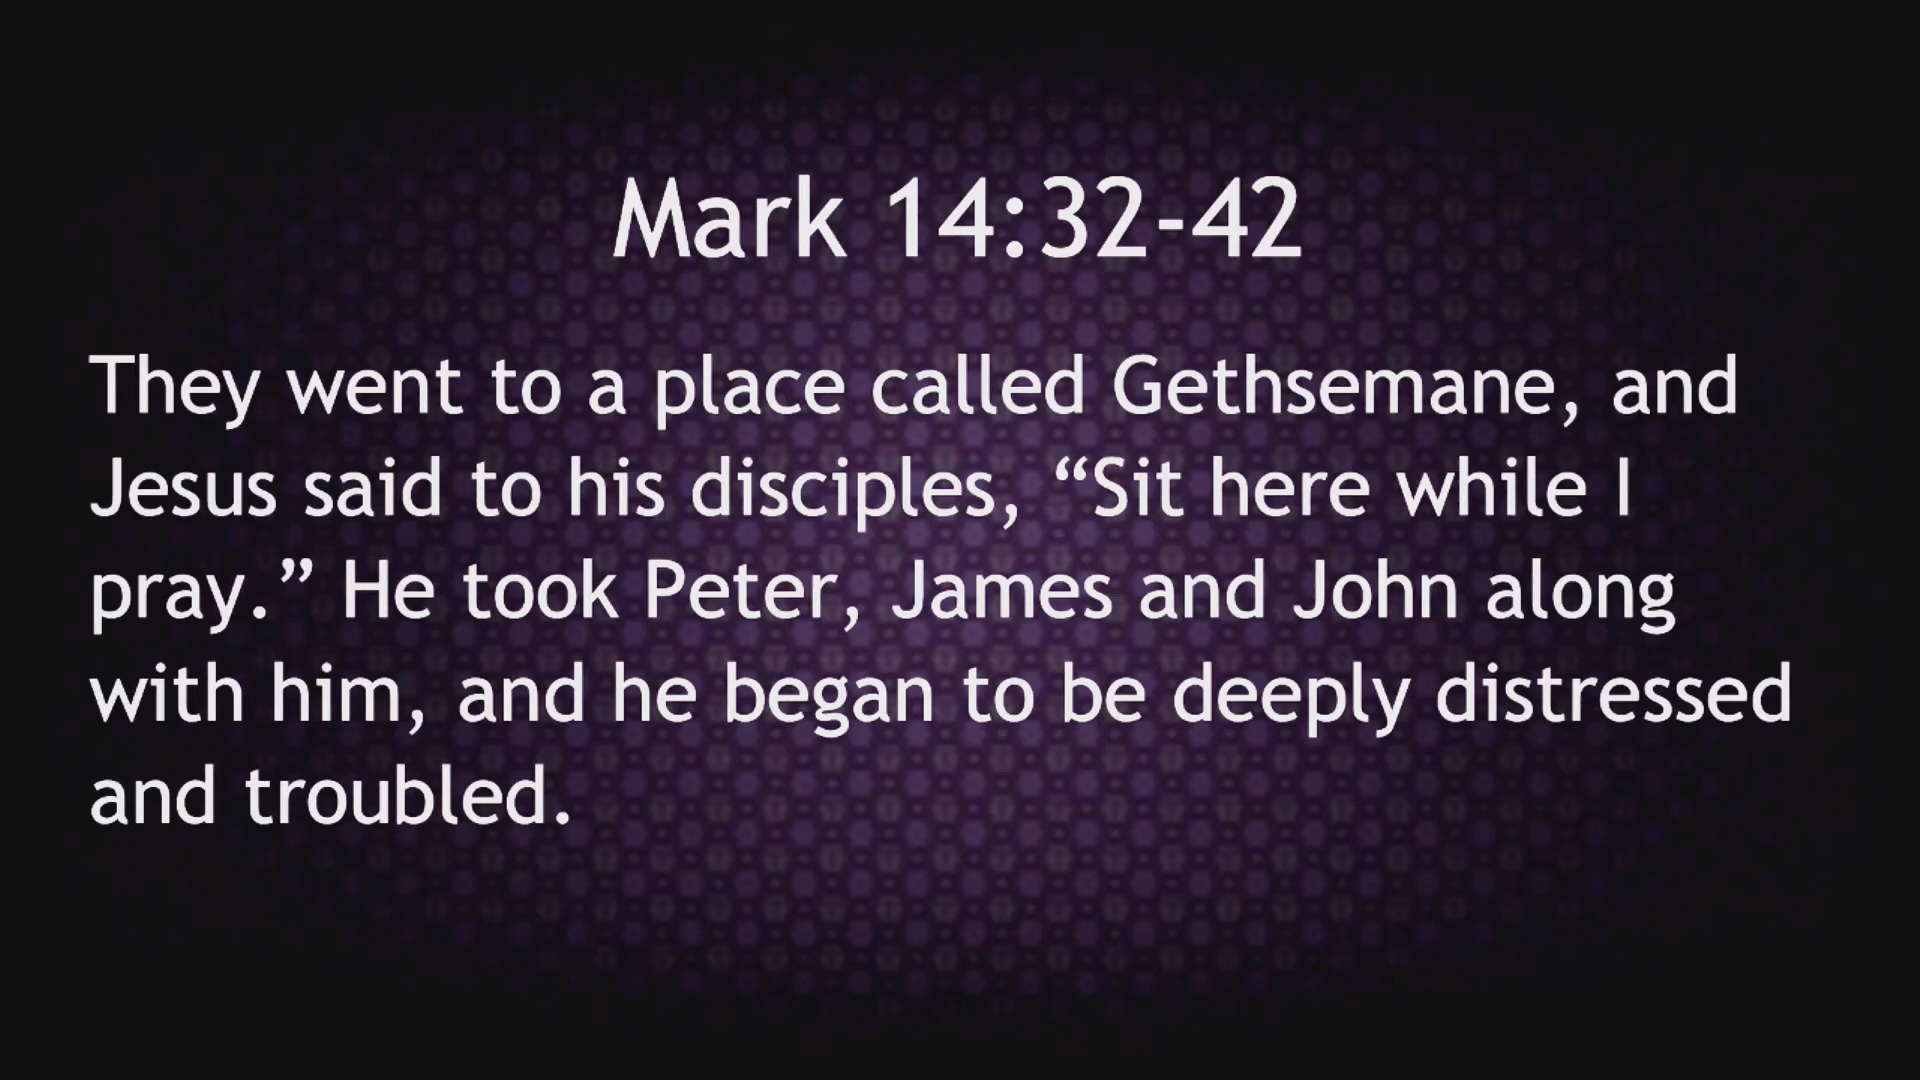 Mark 14:32-42
They went to a place called Gethsemane, and
Jesus said to his disciples, “Sit here while I
pray.” He took Peter, James and John along
with him, and he began to be deeply distressed
and troubled.